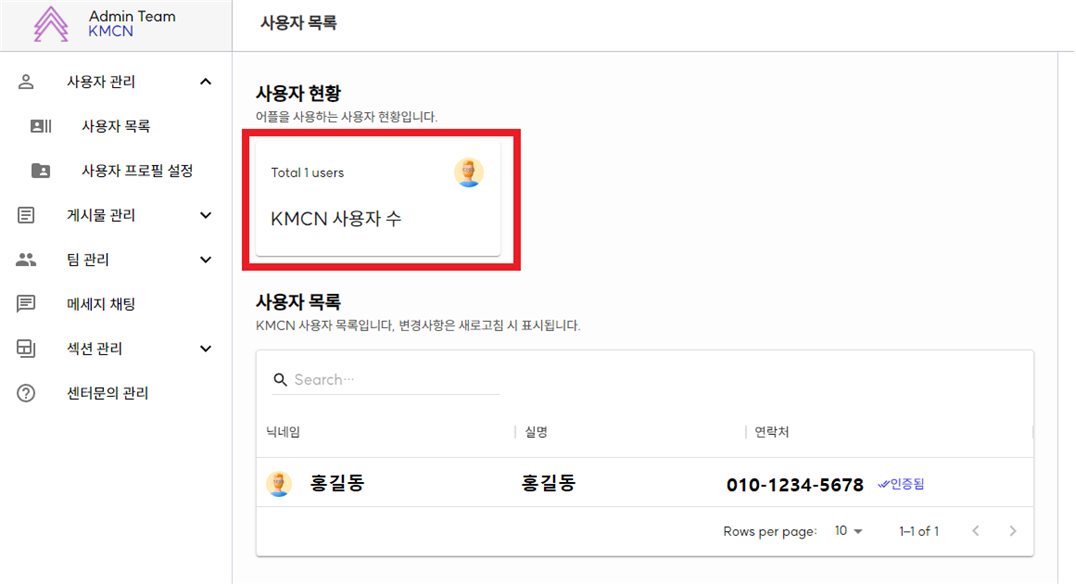 Admin Team
KMCN
사용자 관리
사용자 목록
사용자 프로필 설정
게시물 관리
팀 관리
메세지 채팅
섹션 관리
센터문의 관리
사용자 목록
사용자 현황
어플을 사용하는 사용자 현황입니다.
Total 1 users
KMCN 사용자 수
사용자 목록
KMCN 사용자 목록입니다, 변경사항은 새로고침 시 표시됩니다.
Search…
닉네임 실명 연락처
홍길동 홍길동 010-1234-5678 인증됨
Rows per page: 10 1–1 of 1